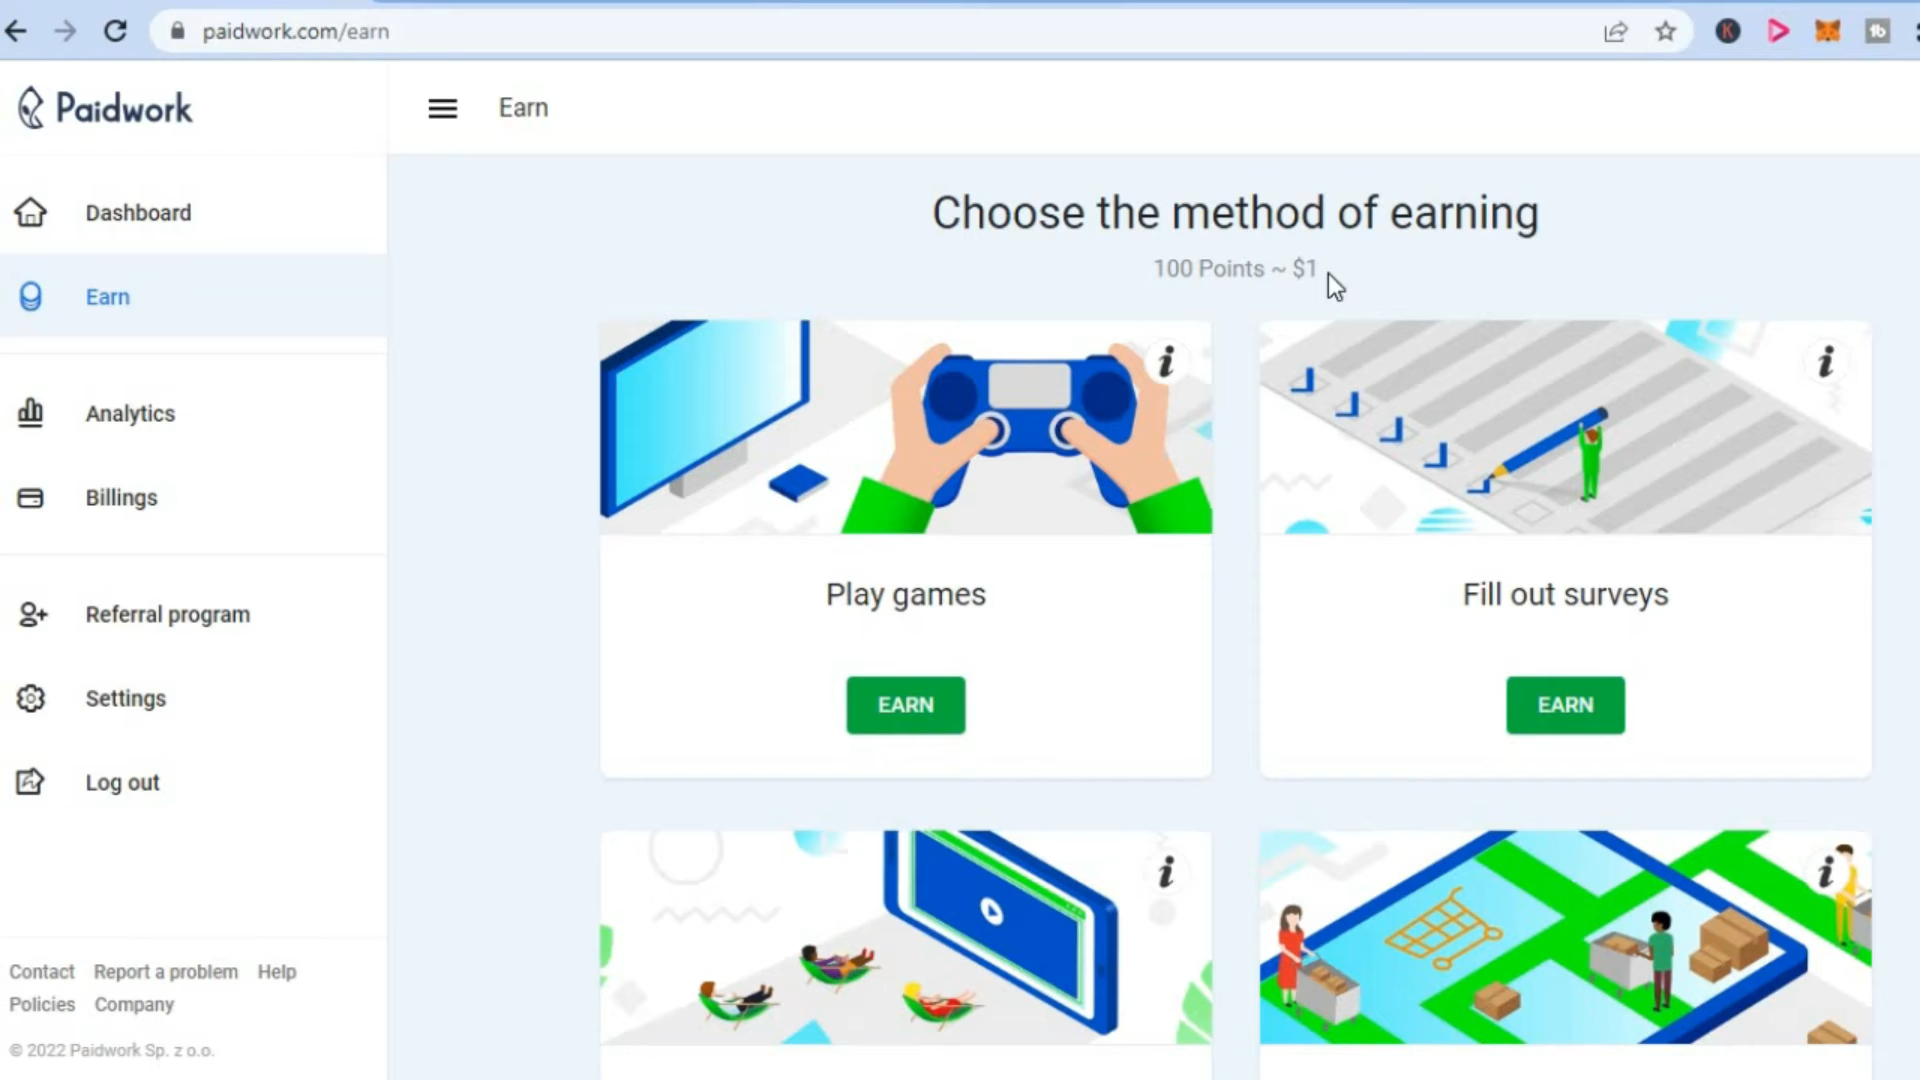 paidwork.com/earn
K
tb
Paidwork
Earn
Dashboard
Earn
Analytics
Billings
Referral program
Settings
Log out
Contact Report a problem Help
Policies Company
© 2022 Paidwork Sp. z o.o.
Choose the method of earning
100 Points ~ $1
i
i
Play games
Fill out surveys
EARN
EARN
i
i